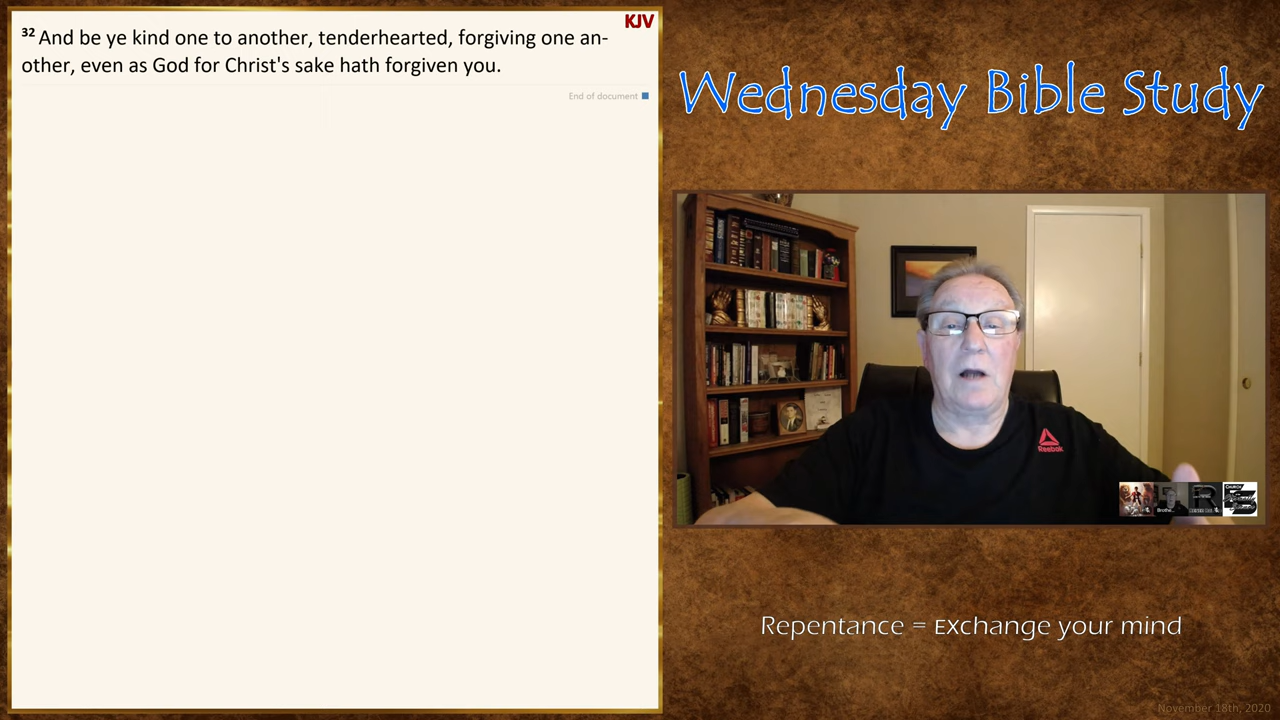 KJV
32 And be ye kind one to another, tenderhearted, forgiving one an-
other, even as God for Christ's sake hath forgiven you.
End of document
Wednesday Bible Study
Reebok
Brothe...
Repentance = EXchange your mind
November 18th, 2020